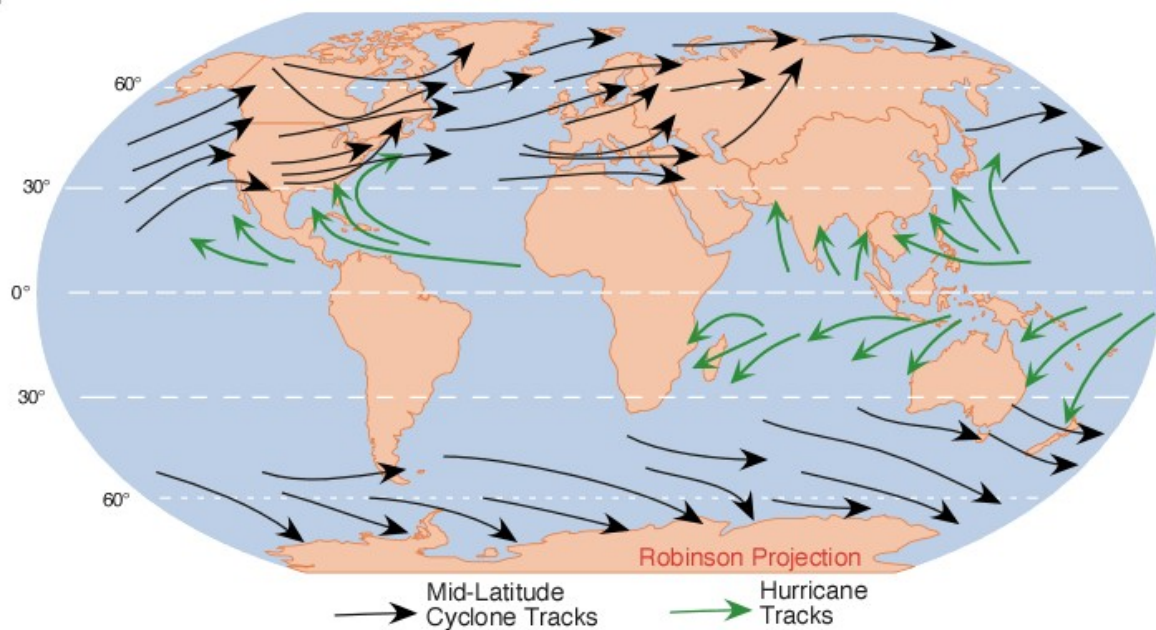 60°
30°
0°
30°
60°
Robinson Projection
Mid-Latitude
Cyclone Tracks
Hurricane
Tracks